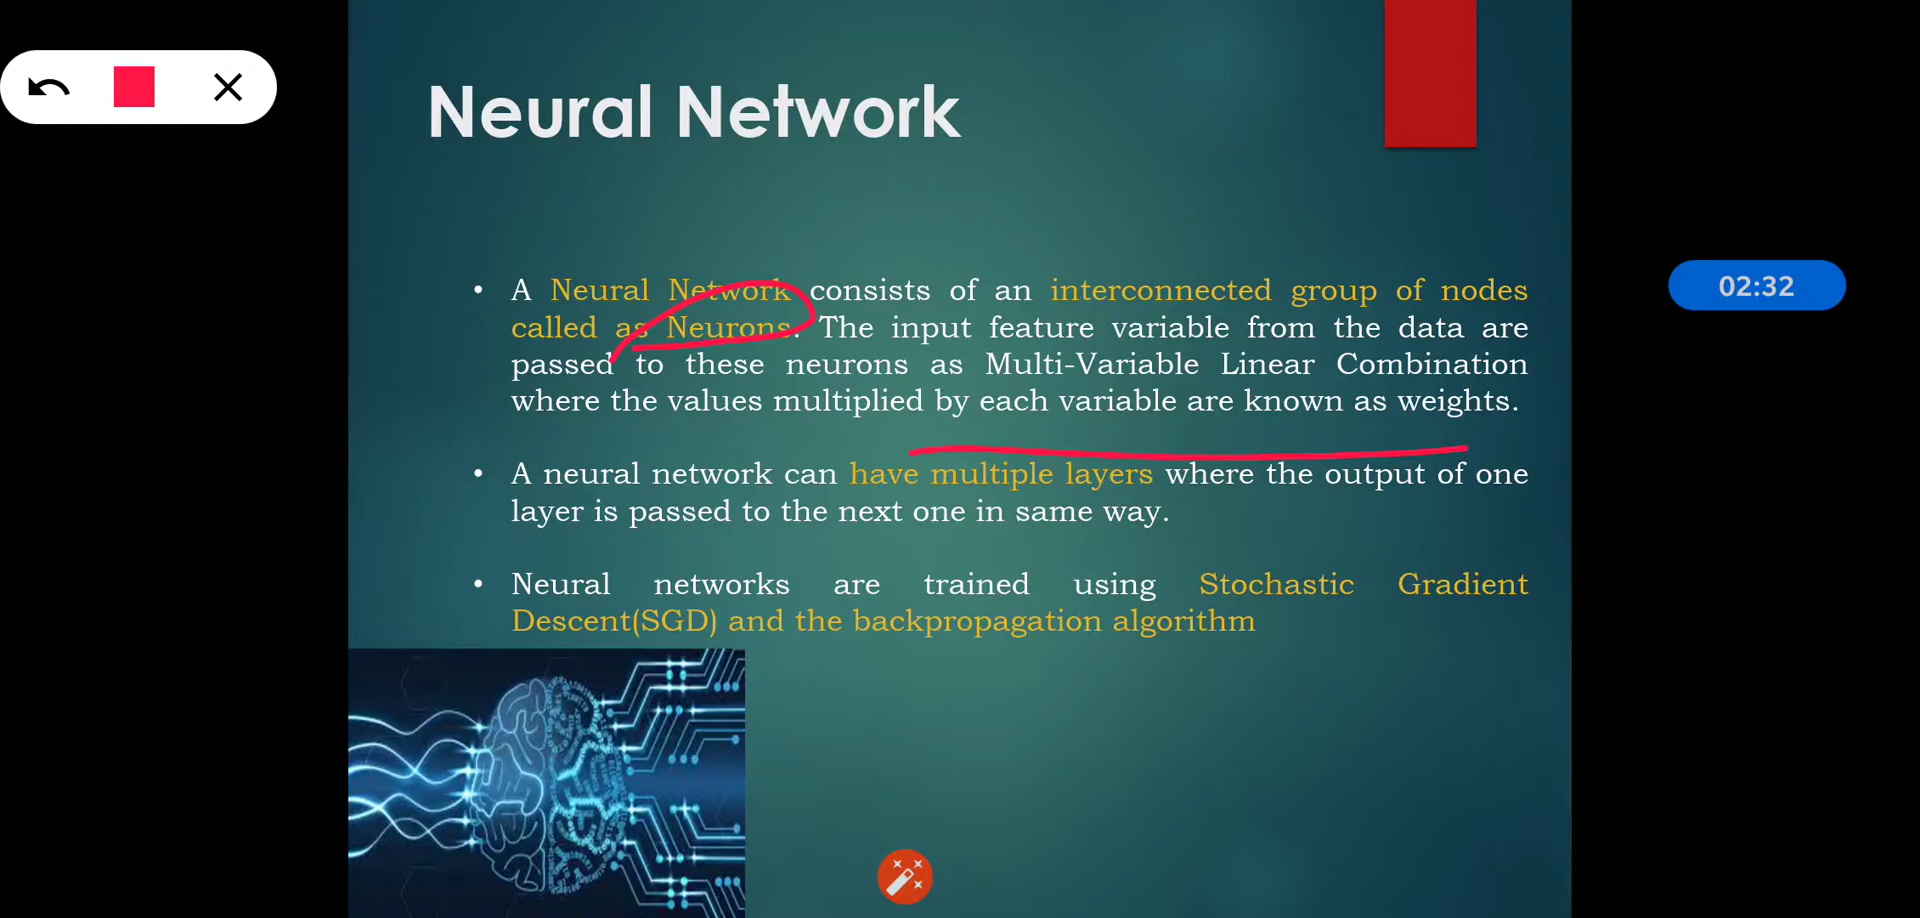 Neural Network
02:32
• A Neural Network consists of an interconnected group of nodes
called as Neurons. The input feature variable from the data are
passed to these neurons as Multi-Variable Linear Combination
where the values multiplied by each variable are known as weights.
• A neural network can have multiple layers where the output of one
layer is passed to the next one in same way.
• Neural networks are trained using Stochastic Gradient
Descent(SGD) and the backpropagation algorithm